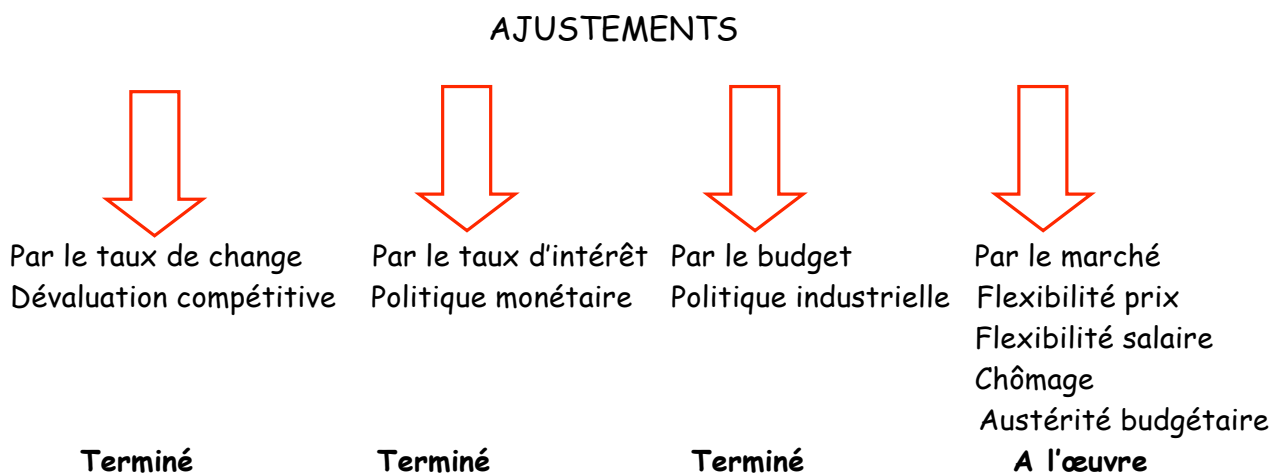 AJUSTEMENTS
Par le taux de change
Dévaluation compétitive
Par le taux d'intérêt
Politique monétaire
Par le budget
Politique industrielle
Par le marché
Flexibilité prix
Flexibilité salaire
Chômage
Austérité budgétaire
Terminé
Terminé
Terminé
A l'œuvre